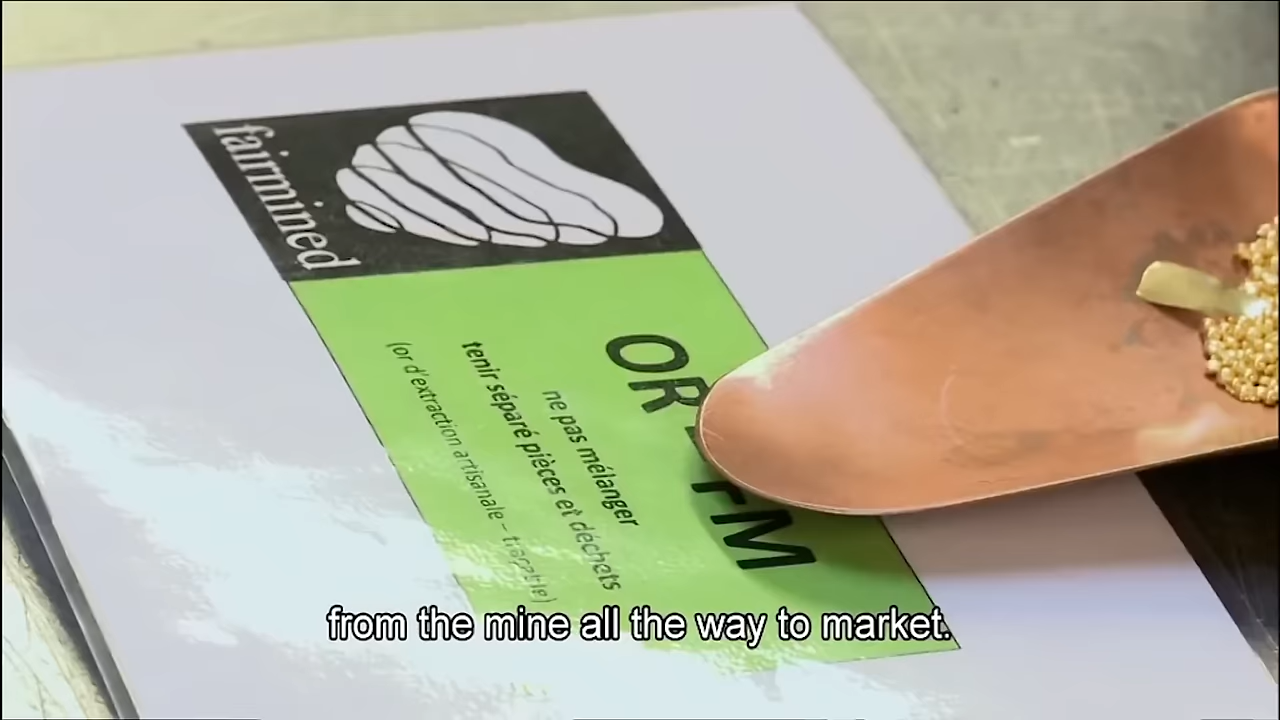 fairmined
OR FM
ne pas mélanger
tenir séparé pièces et déchets
(or d'extraction artisanale – traçable)
from the mine all the way to market.